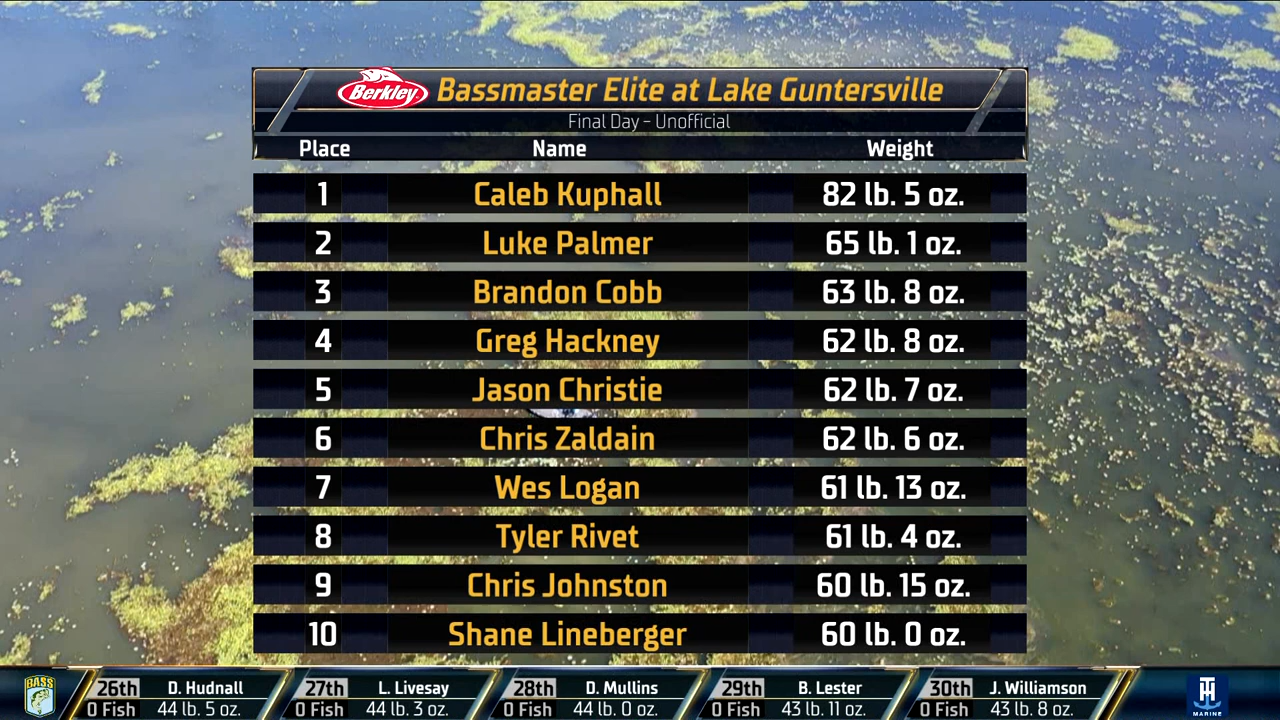 Berkley Bassmaster Elite at Lake Guntersville
Final Day - Unofficial
Place Name Weight
1 Caleb Kuphall 82 lb. 5 oz.
2 Luke Palmer 65 lb. 1 oz.
3 Brandon Cobb 63 lb. 8 oz.
4 Greg Hackney 62 lb. 8 oz.
5 Jason Christie 62 lb. 7 oz.
6 Chris Zaldain 62 lb. 6 oz.
7 Wes Logan 61 lb. 13 oz.
8 Tyler Rivet 61 lb. 4 oz.
9 Chris Johnston 60 lb. 15 oz.
10 Shane Lineberger 60 lb. 0 oz.
BASS 26th D. Hudnall 27th L. Livesay 28th D. Mullins 29th B. Lester 30th J. Williamson TH
0 Fish 44 lb. 5 oz. 0 Fish 44 lb. 3 oz. 0 Fish 44 lb. 0 oz. 0 Fish 43 lb. 11 oz. 0 Fish 43 lb. 8 oz. MARINE